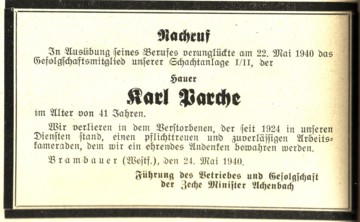 Nachruf
In Ausübung seines Berufes verunglückte am 22. Mai 1940 das
Gefolgschaftsmitglied unserer Schachtanlage I/II, der
Hauer
Karl Parche
im Alter von 41 Jahren.
Wir verlieren in dem Verstorbenen, der seit 1924 in unseren
Diensten stand, einen pflichttreuen und zuverlässigen Arbeits-
kameraden, dem wir ein ehrendes Andenken bewahren werden.
Brambauer (Westf.), den 24. Mai 1940.
Führung des Betriebes und Gefolgschaft
der Zeche Minister Achenbach